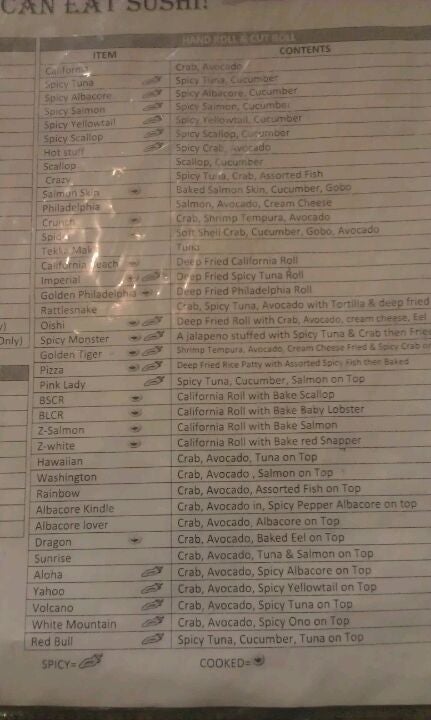 CAN EAT SUSHI!
HAND ROLL & CUT ROLL
ITEM CONTENTS
California Crab, Avocado
Spicy Tuna Spicy Tuna, Cucumber
Spicy Albacore Spicy Albacore, Cucumber
Spicy Salmon Spicy Salmon, Cucumber
Spicy Yellowtail Spicy Yellowtail, Cucumber
Spicy Scallop Spicy Scallop, Cucumber
Hot stuff Spicy Crab, Avocado
Scallop Scallop, Cucumber
Crazy Spicy Tuna, Crab, Assorted Fish
Salmon Skin Baked Salmon Skin, Cucumber, Gobo
Philadelphia Salmon, Avocado, Cream Cheese
Crunch Crab, Shrimp Tempura, Avocado
Spider Soft Shell Crab, Cucumber, Gobo, Avocado
Tekka Maki Tuna
California Peach Deep Fried California Roll
Imperial Deep Fried Spicy Tuna Roll
Golden Philadelphia Deep Fried Philadelphia Roll
Rattlesnake Crab, Spicy Tuna, Avocado with Tortilla & deep fried
Oishi Deep Fried Roll with Crab, Avocado, cream cheese, Eel
Only) Spicy Monster A jalapeno stuffed with Spicy Tuna & Crab then Fried
Golden Tiger Shrimp Tempura, Avocado, Cream Cheese Fried & Spicy Crab on
Pizza Deep Fried Rice Patty with Assorted Spicy Fish then Baked
Pink Lady Spicy Tuna, Cucumber, Salmon on Top
BSCR California Roll with Bake Scallop
BLCR California Roll with Bake Baby Lobster
Z-Salmon California Roll with Bake Salmon
Z-white California Roll with Bake red Snapper
Hawaiian Crab, Avocado, Tuna on Top
Washington Crab, Avocado , Salmon on Top
Rainbow Crab, Avocado, Assorted Fish on Top
Albacore Kindle Crab, Avocado in, Spicy Pepper Albacore on top
Albacore lover Crab, Avocado, Albacore on Top
Dragon Crab, Avocado, Baked Eel on Top
Sunrise Crab, Avocado, Tuna & Salmon on Top
Aloha Crab, Avocado, Spicy Albacore on Top
Yahoo Crab, Avocado, Spicy Yellowtail on Top
Volcano Crab, Avocado, Spicy Tuna on Top
White Mountain Crab, Avocado, Spicy Ono on Top
Red Bull Spicy Tuna, Cucumber, Tuna on Top
SPICY= COOKED=